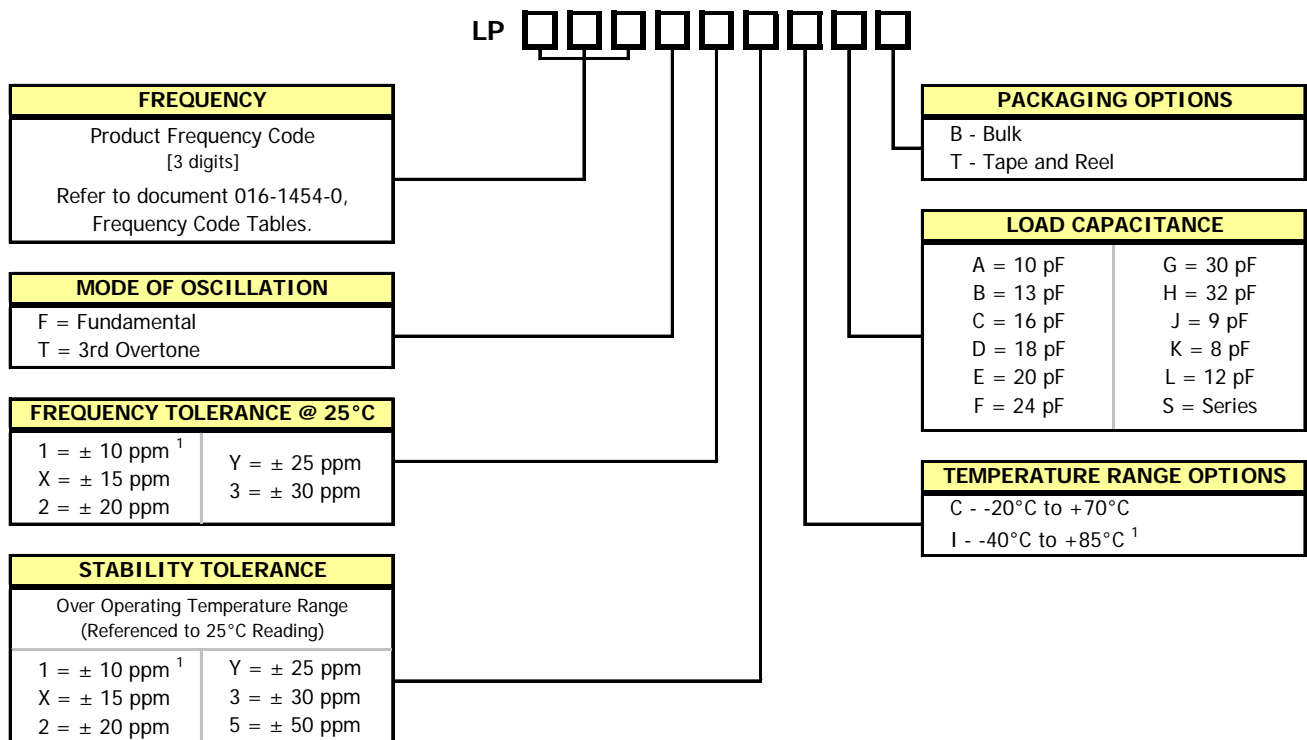 LP
FREQUENCY
Product Frequency Code
[3 digits]
Refer to document 016-1454-0,
Frequency Code Tables.
MODE OF OSCILLATION
F = Fundamental
T = 3rd Overtone
FREQUENCY TOLERANCE @ 25°C
1 = ± 10 ppm 1
X = ± 15 ppm
2 = ± 20 ppm
Y = ± 25 ppm
3 = ± 30 ppm
STABILITY TOLERANCE
Over Operating Temperature Range
(Referenced to 25°C Reading)
1 = ± 10 ppm 1
X = ± 15 ppm
2 = ± 20 ppm
Y = ± 25 ppm
3 = ± 30 ppm
5 = ± 50 ppm
PACKAGING OPTIONS
B - Bulk
T - Tape and Reel
LOAD CAPACITANCE
A = 10 pF
B = 13 pF
C = 16 pF
D = 18 pF
E = 20 pF
F = 24 pF
G = 30 pF
H = 32 pF
J = 9 pF
K = 8 pF
L = 12 pF
S = Series
TEMPERATURE RANGE OPTIONS
C - -20°C to +70°C
I - -40°C to +85°C 1